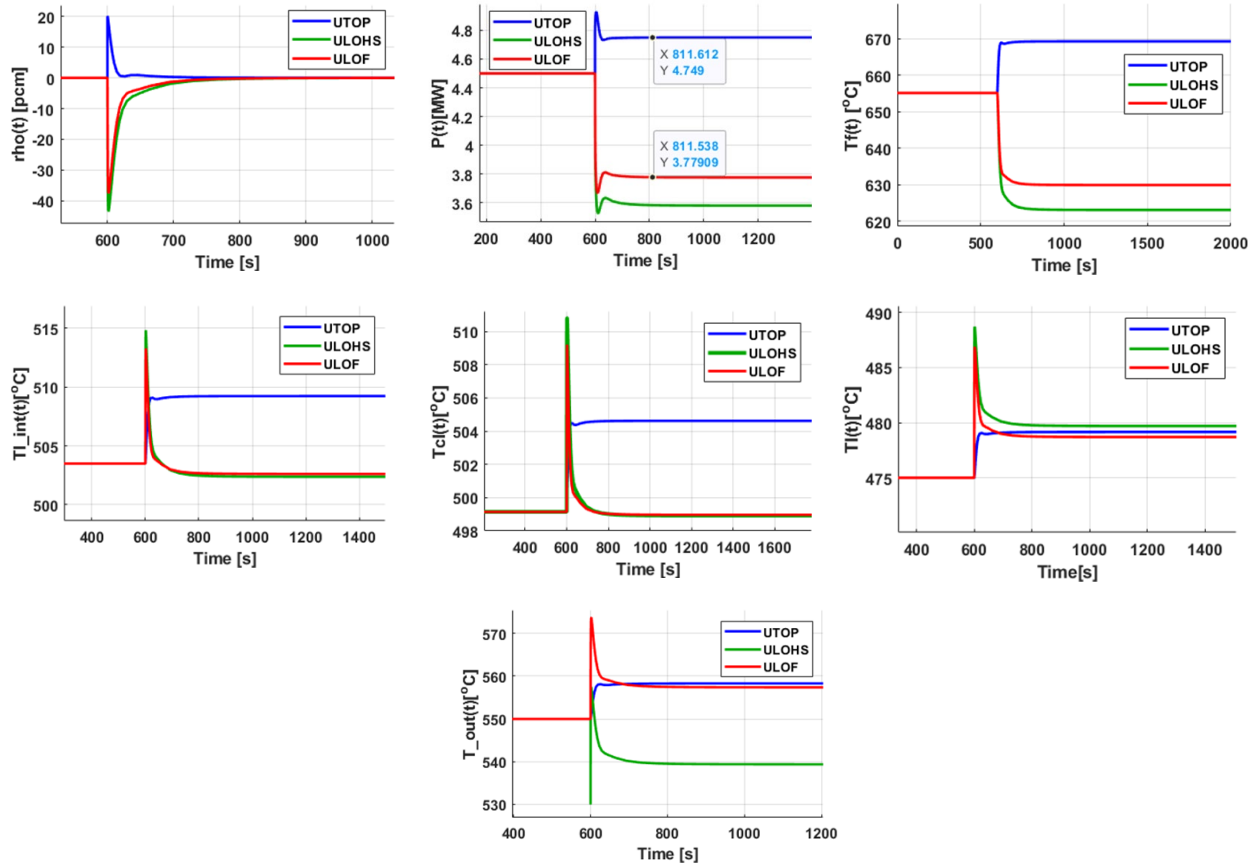 rho(t) [pcm]
20
10
0
-10
-20
-30
-40
600
700
800
900
1000
Time [s]
UTOP
ULOHS
ULOF
P(t)[MW]
4.8
4.6
4.4
4.2
4
3.8
3.6
200
400
600
800
1000
1200
Time [s]
UTOP
ULOHS
ULOF
X 811.612
Y 4.749
X 811.538
Y 3.77909
Tf(t) [°C]
670
660
650
640
630
620
0
500
1000
1500
2000
Time [s]
UTOP
ULOHS
ULOF
Tl_int(t)[°C]
515
510
505
500
400
600
800
1000
1200
1400
Time [s]
UTOP
ULOHS
ULOF
Tcl(t)[°C]
510
508
506
504
502
500
498
400
600
800
1000
1200
1400
1600
Time [s]
UTOP
ULOHS
ULOF
Tl(t)[°C]
490
485
480
475
400
600
800
1000
1200
1400
Time[s]
UTOP
ULOHS
ULOF
T_out(t)[°C]
570
560
550
540
530
400
600
800
1000
1200
Time [s]
UTOP
ULOHS
ULOF